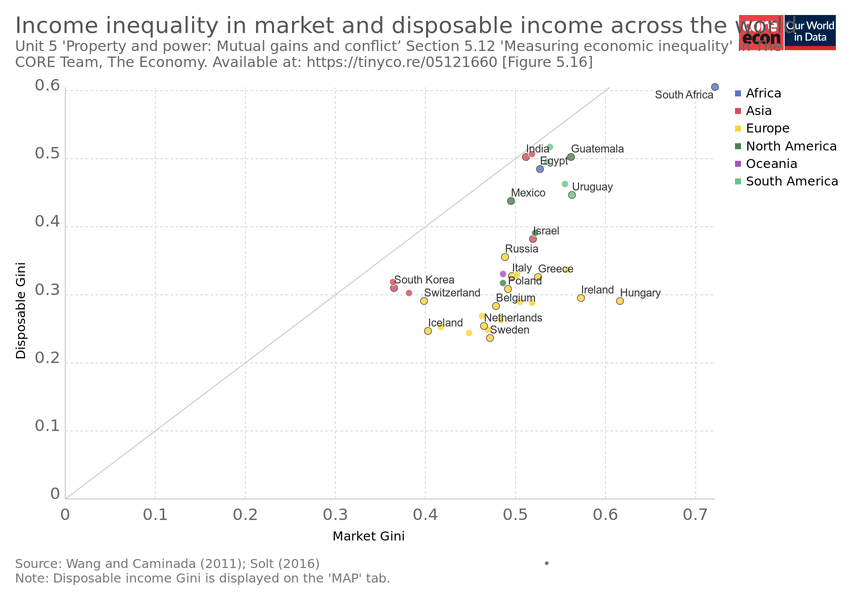 Income inequality in market and disposable income across the world
Unit 5 'Property and power: Mutual gains and conflict’ Section 5.12 'Measuring economic inequality' in The
CORE Team, The Economy. Available at: https://tinyco.re/05121660 [Figure 5.16]
core
econ
Our World
in Data
0.6
0.5
0.4
0.3
0.2
0.1
0
Disposable Gini
South Africa
India
Guatemala
Egypt
Uruguay
Mexico
Israel
Russia
Italy
Greece
South Korea
Poland
Switzerland
Belgium
Ireland
Hungary
Iceland
Netherlands
Sweden
0 0.1 0.2 0.3 0.4 0.5 0.6 0.7
Market Gini
Africa
Asia
Europe
North America
Oceania
South America
Source: Wang and Caminada (2011); Solt (2016)
Note: Disposable income Gini is displayed on the 'MAP' tab.